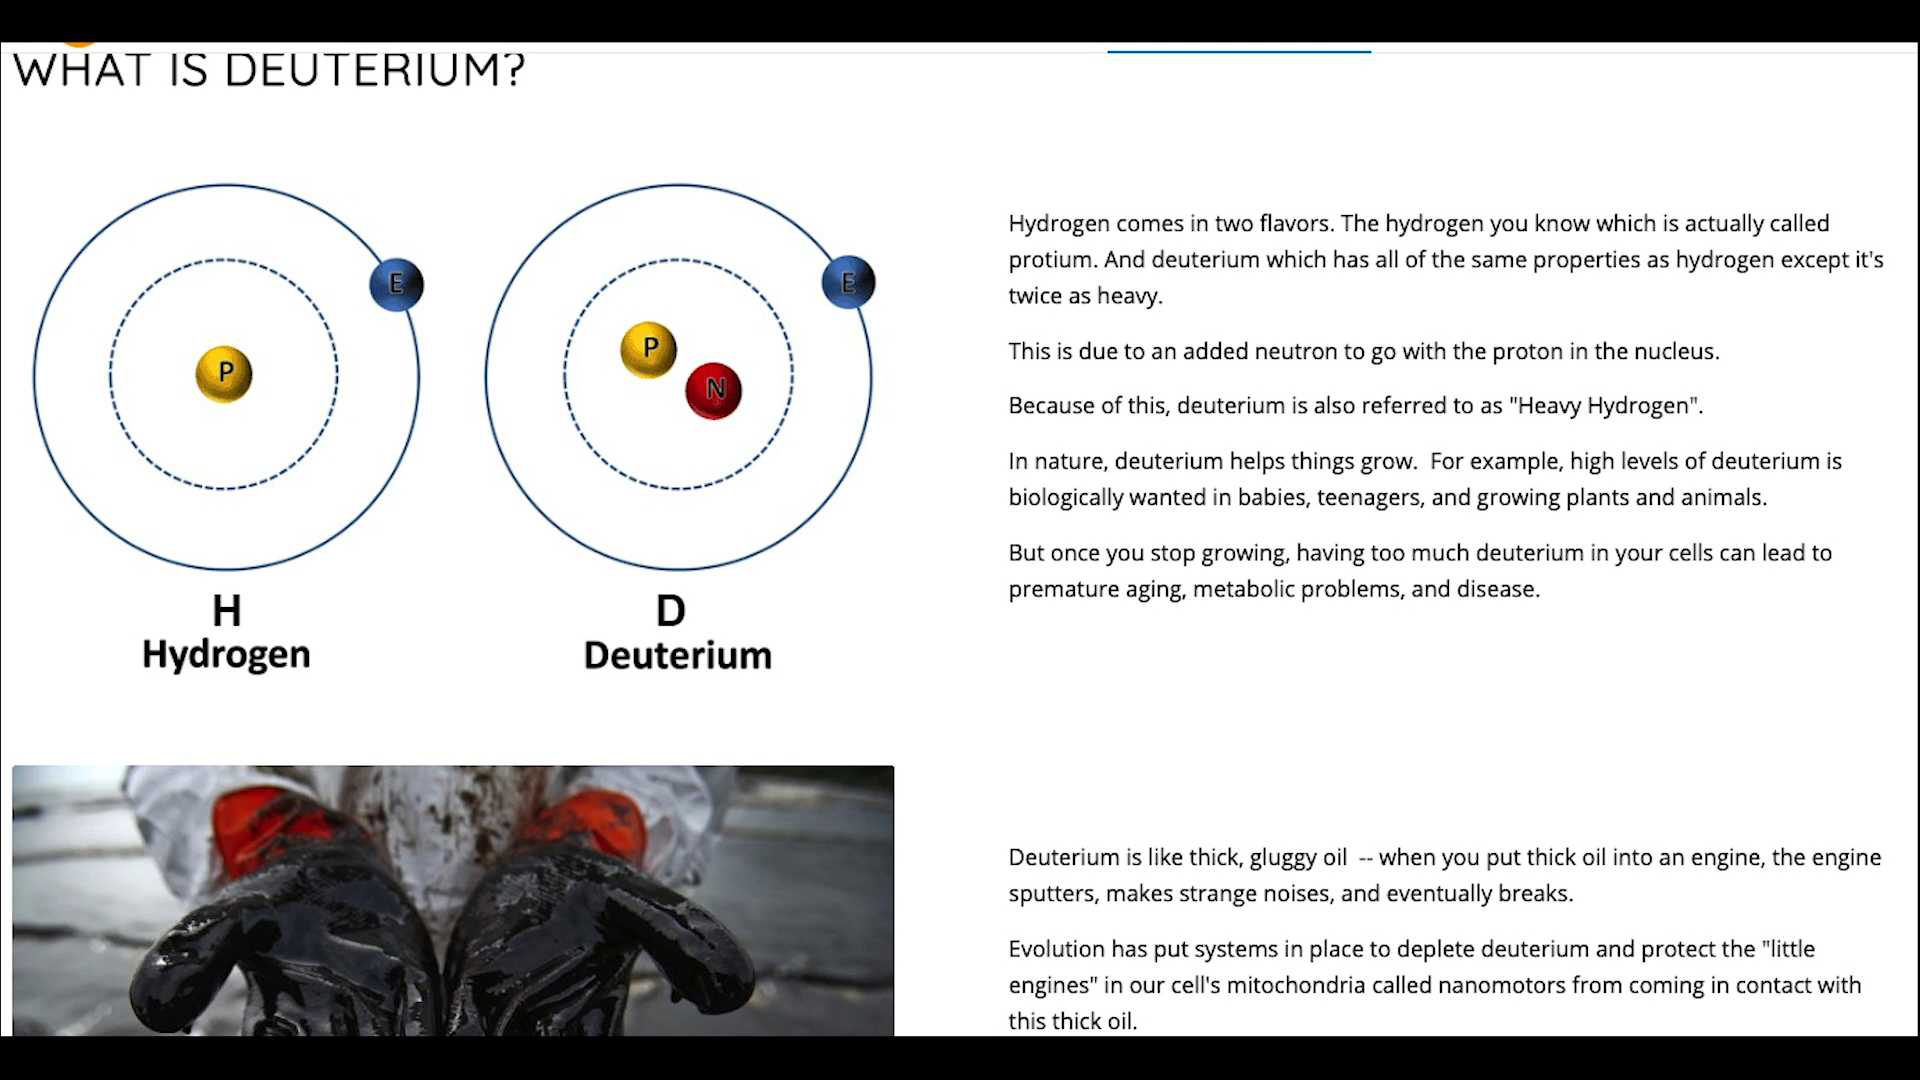 WHAT IS DEUTERIUM?
E
P
H
Hydrogen
E
P
N
D
Deuterium
Hydrogen comes in two flavors. The hydrogen you know which is actually called
protium. And deuterium which has all of the same properties as hydrogen except it's
twice as heavy.
This is due to an added neutron to go with the proton in the nucleus.
Because of this, deuterium is also referred to as "Heavy Hydrogen".
In nature, deuterium helps things grow.  For example, high levels of deuterium is
biologically wanted in babies, teenagers, and growing plants and animals.
But once you stop growing, having too much deuterium in your cells can lead to
premature aging, metabolic problems, and disease.
Deuterium is like thick, gluggy oil  -- when you put thick oil into an engine, the engine
sputters, makes strange noises, and eventually breaks.
Evolution has put systems in place to deplete deuterium and protect the "little
engines" in our cell's mitochondria called nanomotors from coming in contact with
this thick oil.